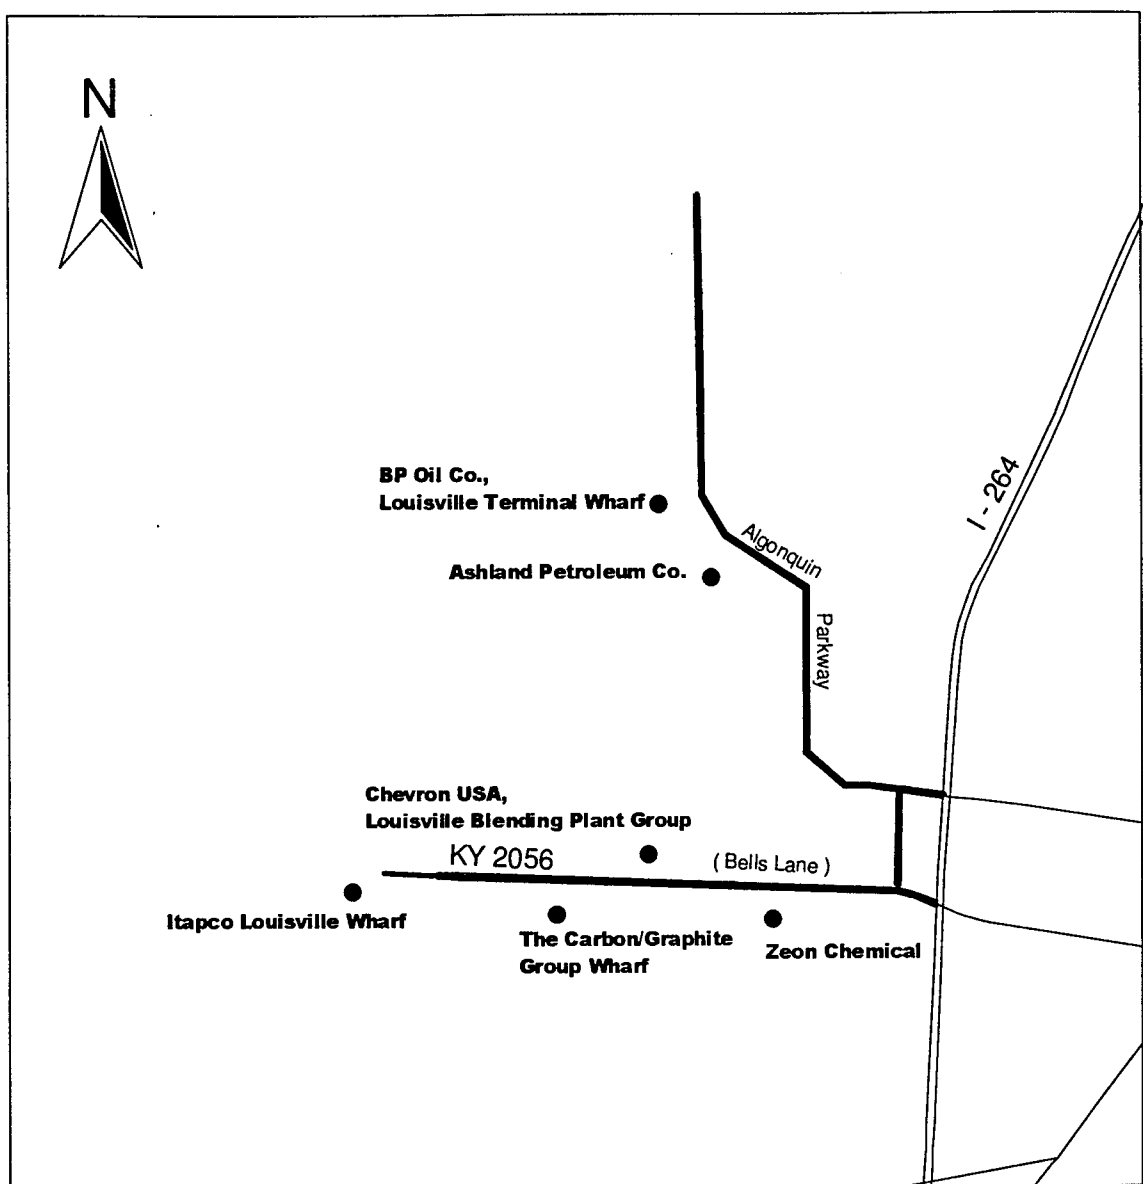 N
I - 264
BP Oil Co.,
Louisville Terminal Wharf
Algonquin
Ashland Petroleum Co.
Parkway
Chevron USA,
Louisville Blending Plant Group
KY 2056
( Bells Lane )
Itapco Louisville Wharf
The Carbon/Graphite
Group Wharf
Zeon Chemical